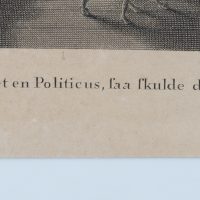 t en Politicus, ſaa ſkulde d